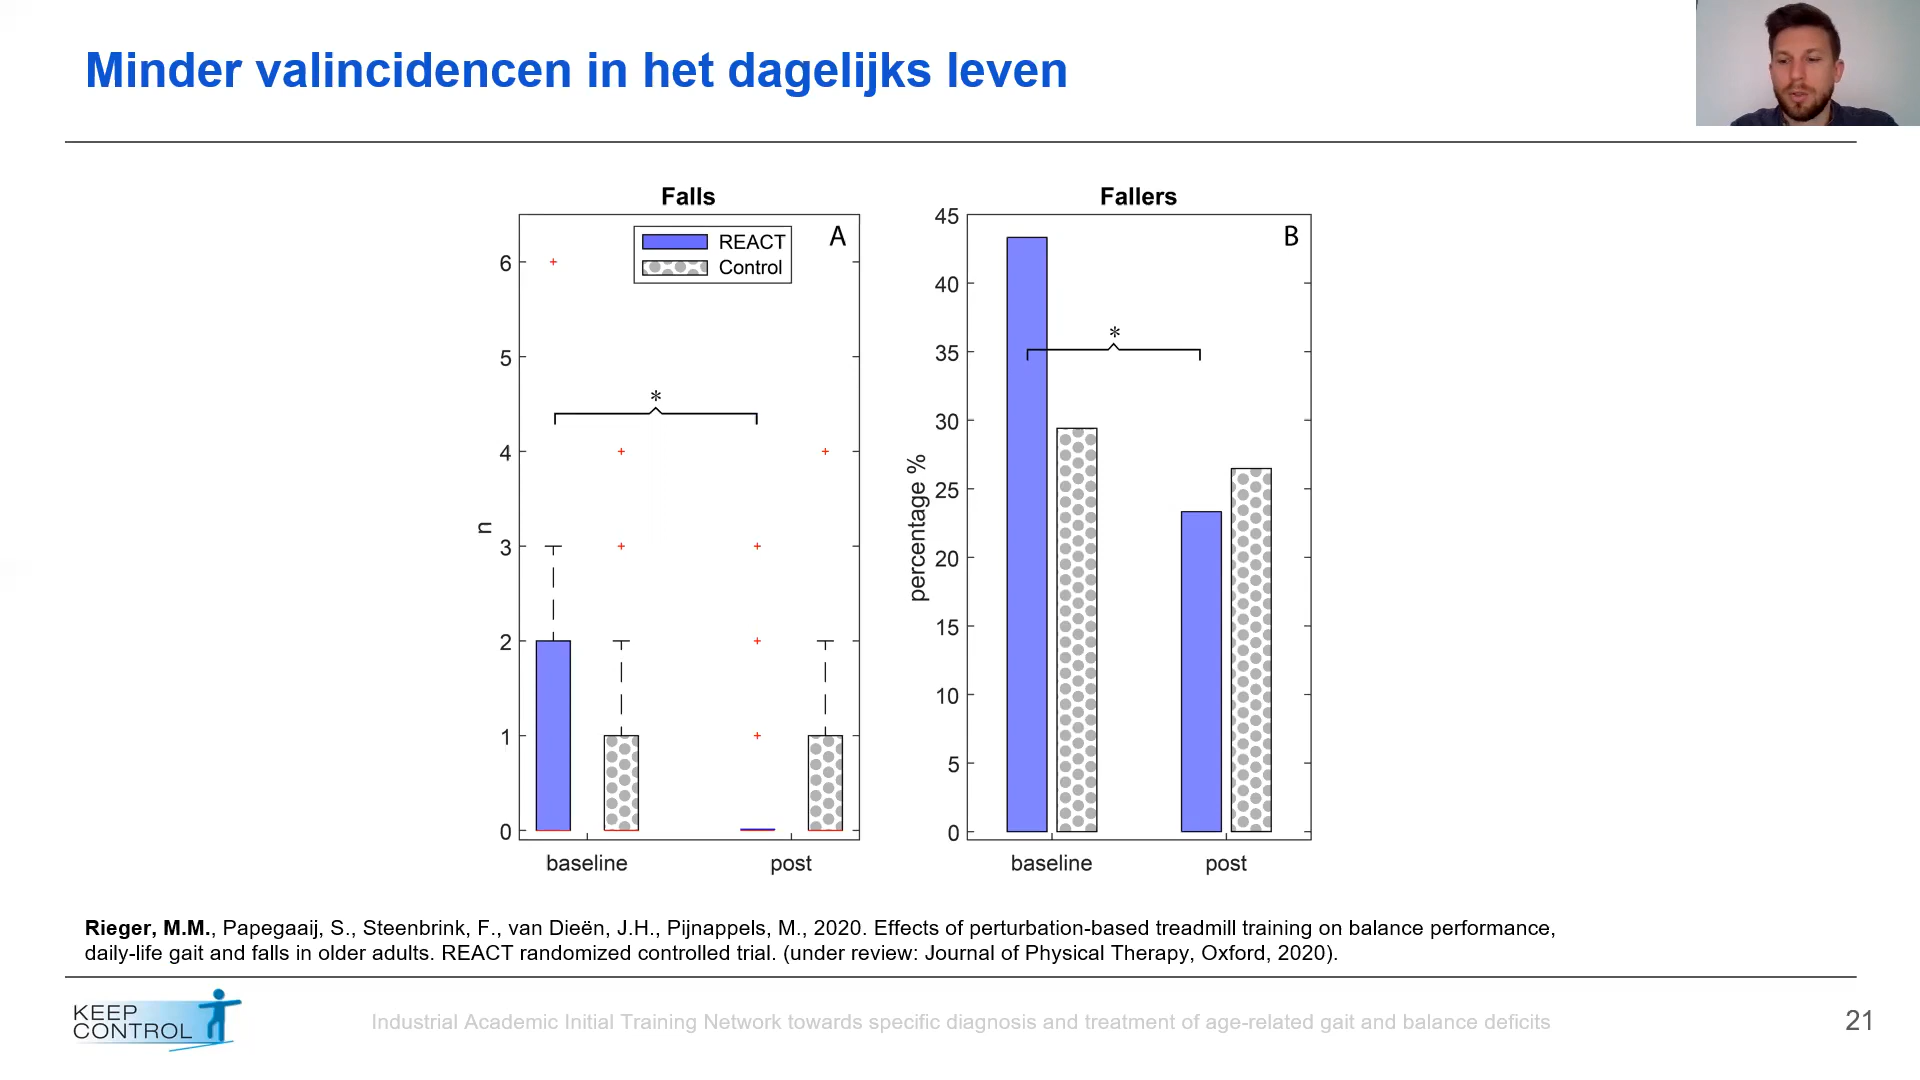 Minder valincidencen in het dagelijks leven
Falls
REACT
Control
A
6
5
4
3
2
1
0
n
*
baseline
post
Fallers
B
45
40
35
30
25
20
15
10
5
0
percentage %
*
baseline
post
Rieger, M.M., Papegaaij, S., Steenbrink, F., van Dieën, J.H., Pijnappels, M., 2020. Effects of perturbation-based treadmill training on balance performance,
daily-life gait and falls in older adults. REACT randomized controlled trial. (under review: Journal of Physical Therapy, Oxford, 2020).
KEEP
CONTROL
Industrial Academic Initial Training Network towards specific diagnosis and treatment of age-related gait and balance deficits
21